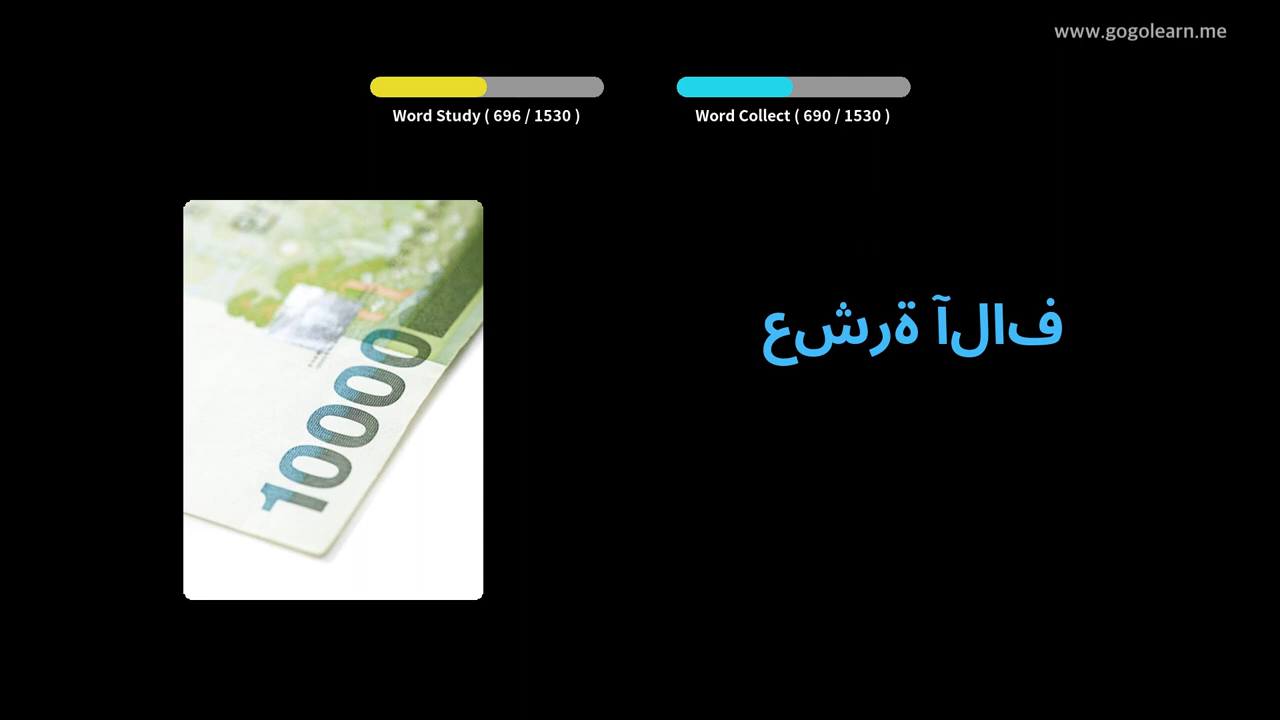 www.gogolearn.me
Word Study ( 696 / 1530 )
Word Collect ( 690 / 1530 )
عشرة آلاف
10000